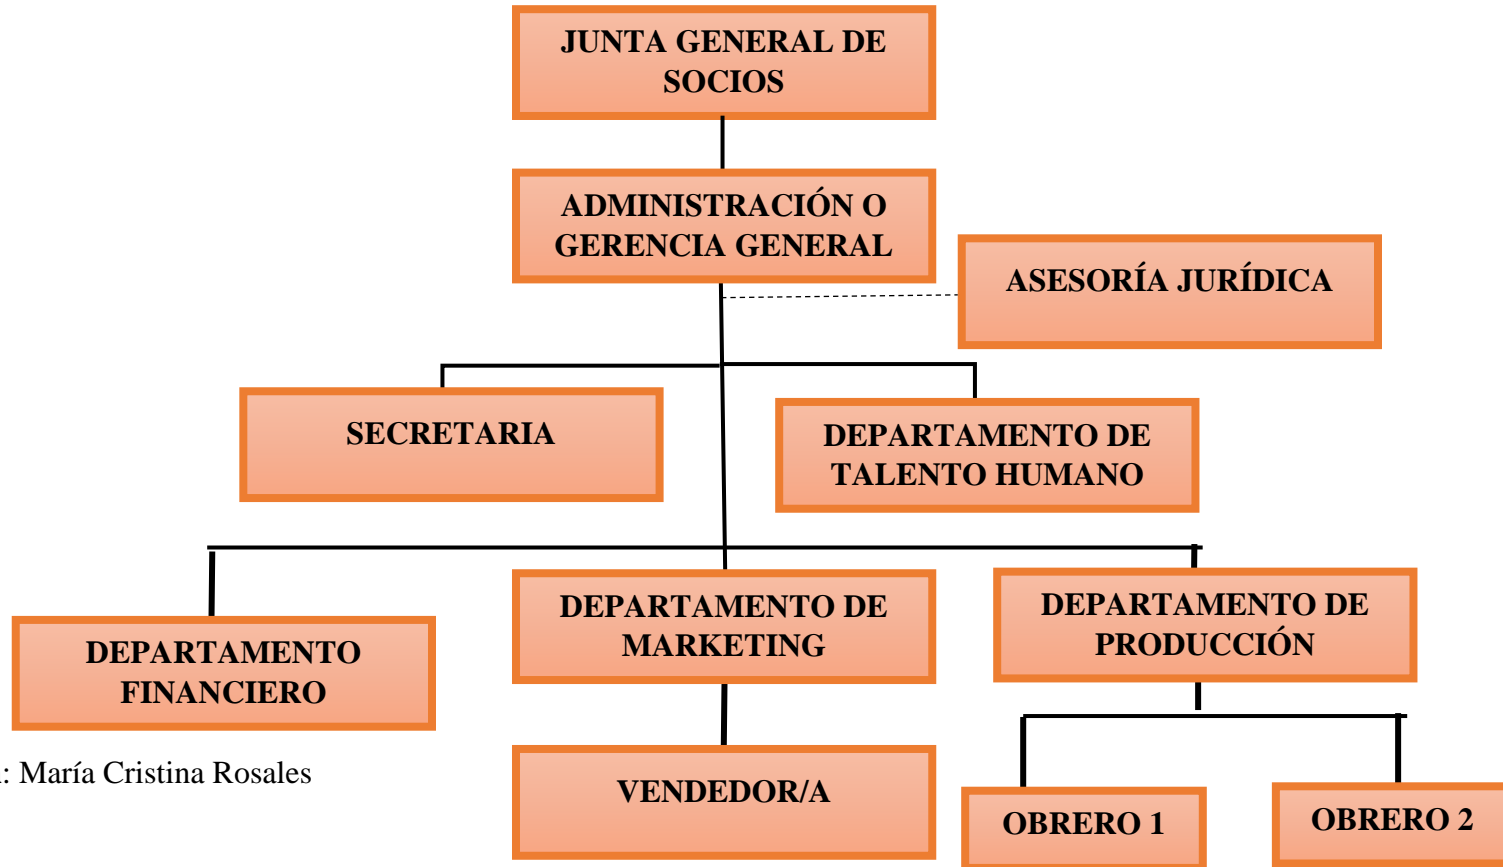 JUNTA GENERAL DE
SOCIOS
ADMINISTRACIÓN O
GERENCIA GENERAL
ASESORÍA JURÍDICA
SECRETARIA
DEPARTAMENTO DE
TALENTO HUMANO
DEPARTAMENTO
FINANCIERO
DEPARTAMENTO DE
MARKETING
DEPARTAMENTO DE
PRODUCCIÓN
: María Cristina Rosales
VENDEDOR/A
OBRERO 1
OBRERO 2